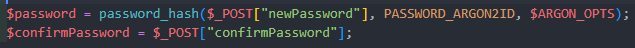 $password = password_hash($_POST["newPassword"], PASSWORD_ARGON2ID, $ARGON_OPTS);
$confirmPassword = $_POST["confirmPassword"];